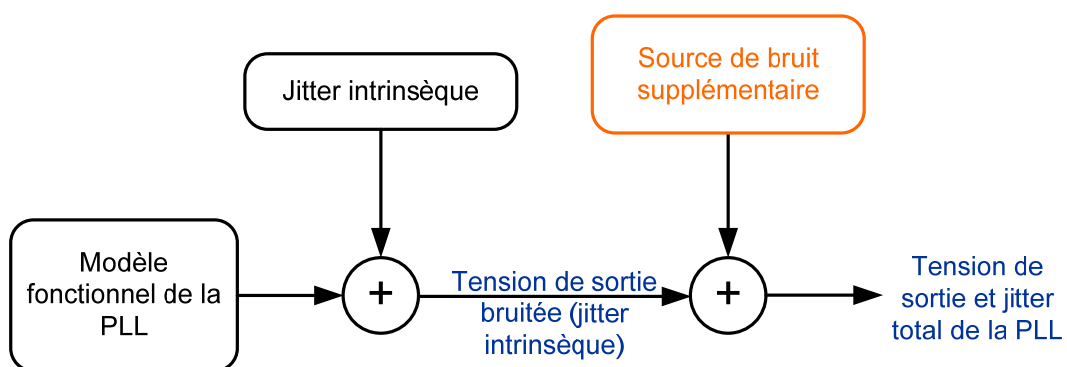 Source de bruit
supplémentaire
Jitter intrinsèque
Modèle
fonctionnel de la
PLL
+
Tension de sortie
bruitée (jitter
intrinsèque)
+
Tension de
sortie et jitter
total de la PLL